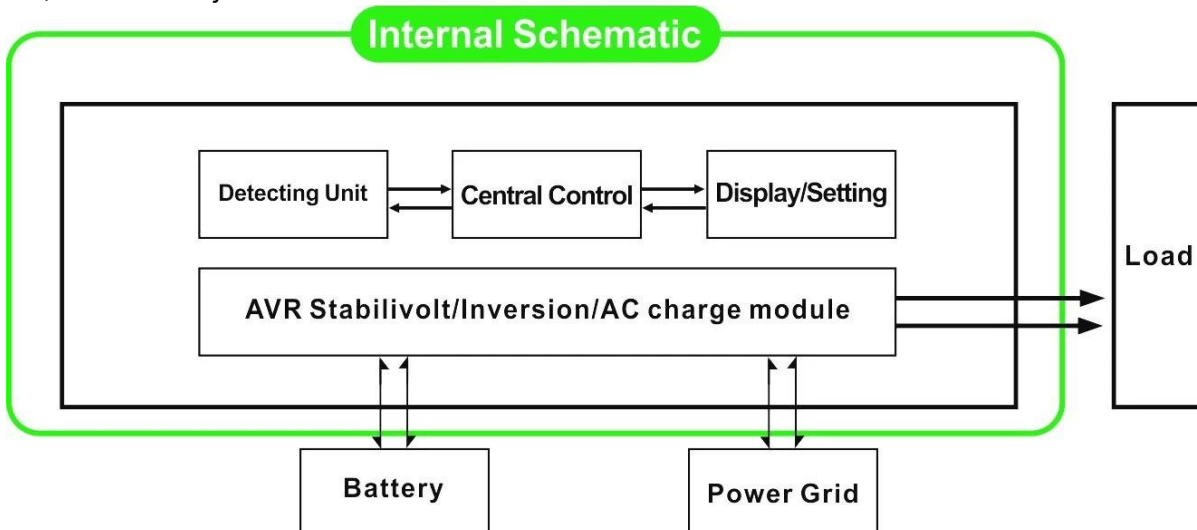 Internal Schematic
Detecting Unit
Central Control
Display/Setting
Load
AVR Stabilivolt/Inversion/AC charge module
Battery
Power Grid